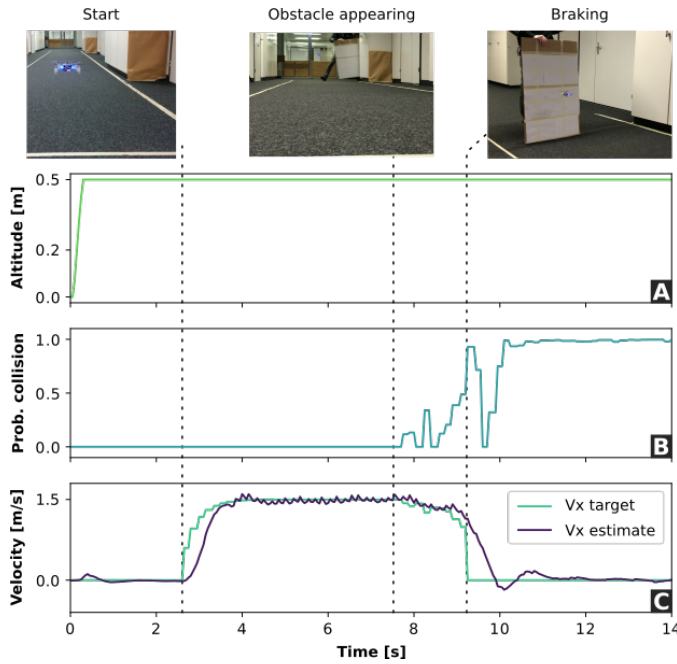 Start Obstacle appearing Braking
Altitude [m]
0.5
0.2
0.0
A
Prob. collision
1.0
0.5
0.0
B
Velocity [m/s]
1.5
0.0
Vx target
Vx estimate
C
0 2 4 6 8 10 12 14
Time [s]